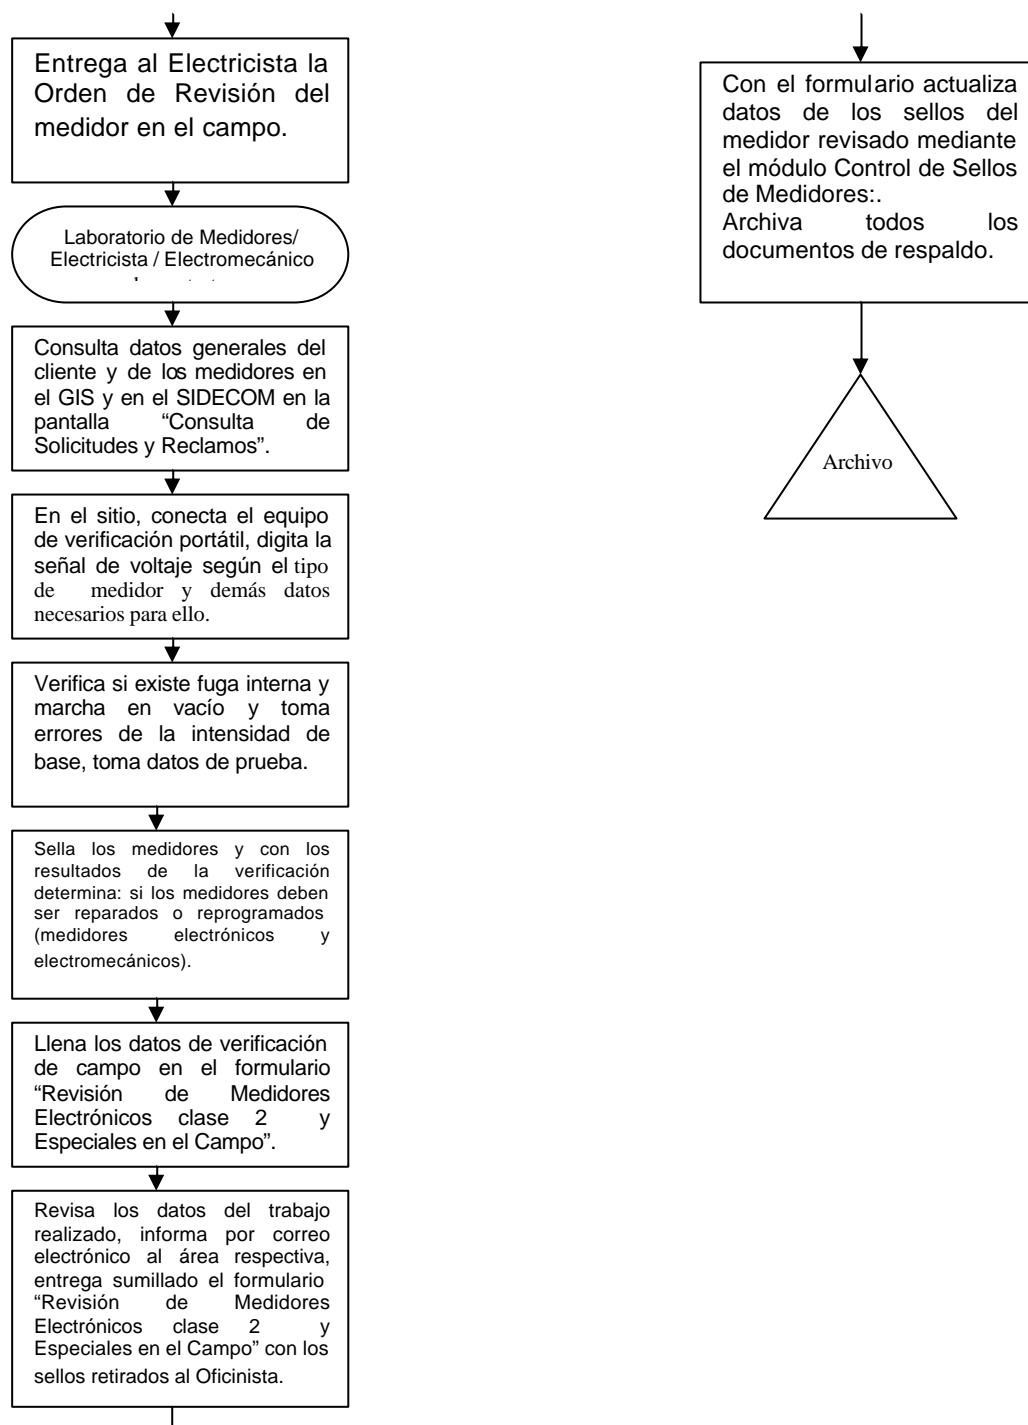 Entrega al Electricista la
Orden de Revisión del
medidor en el campo.
Laboratorio de Medidores/
Electricista / Electromecánico
Consulta datos generales del
cliente y de los medidores en
el GIS y en el SIDECOM en la
pantalla “Consulta de
Solicitudes y Reclamos”.
En el sitio, conecta el equipo
de verificación portátil, digita la
señal de voltaje según el tipo
de medidor y demás datos
necesarios para ello.
Verifica si existe fuga interna y
marcha en vacío y toma
errores de la intensidad de
base, toma datos de prueba.
Sella los medidores y con los
resultados de la verificación
determina: si los medidores deben
ser reparados o reprogramados
(medidores electrónicos y
electromecánicos).
Llena los datos de verificación
de campo en el formulario
“Revisión de Medidores
Electrónicos clase 2 y
Especiales en el Campo”.
Revisa los datos del trabajo
realizado, informa por correo
electrónico al área respectiva,
entrega sumillado el formulario
“Revisión de Medidores
Electrónicos clase 2 y
Especiales en el Campo” con los
sellos retirados al Oficinista.
Con el formulario actualiza
datos de los sellos del
medidor revisado mediante
el módulo Control de Sellos
de Medidores:.
Archiva todos los
documentos de respaldo.
Archivo